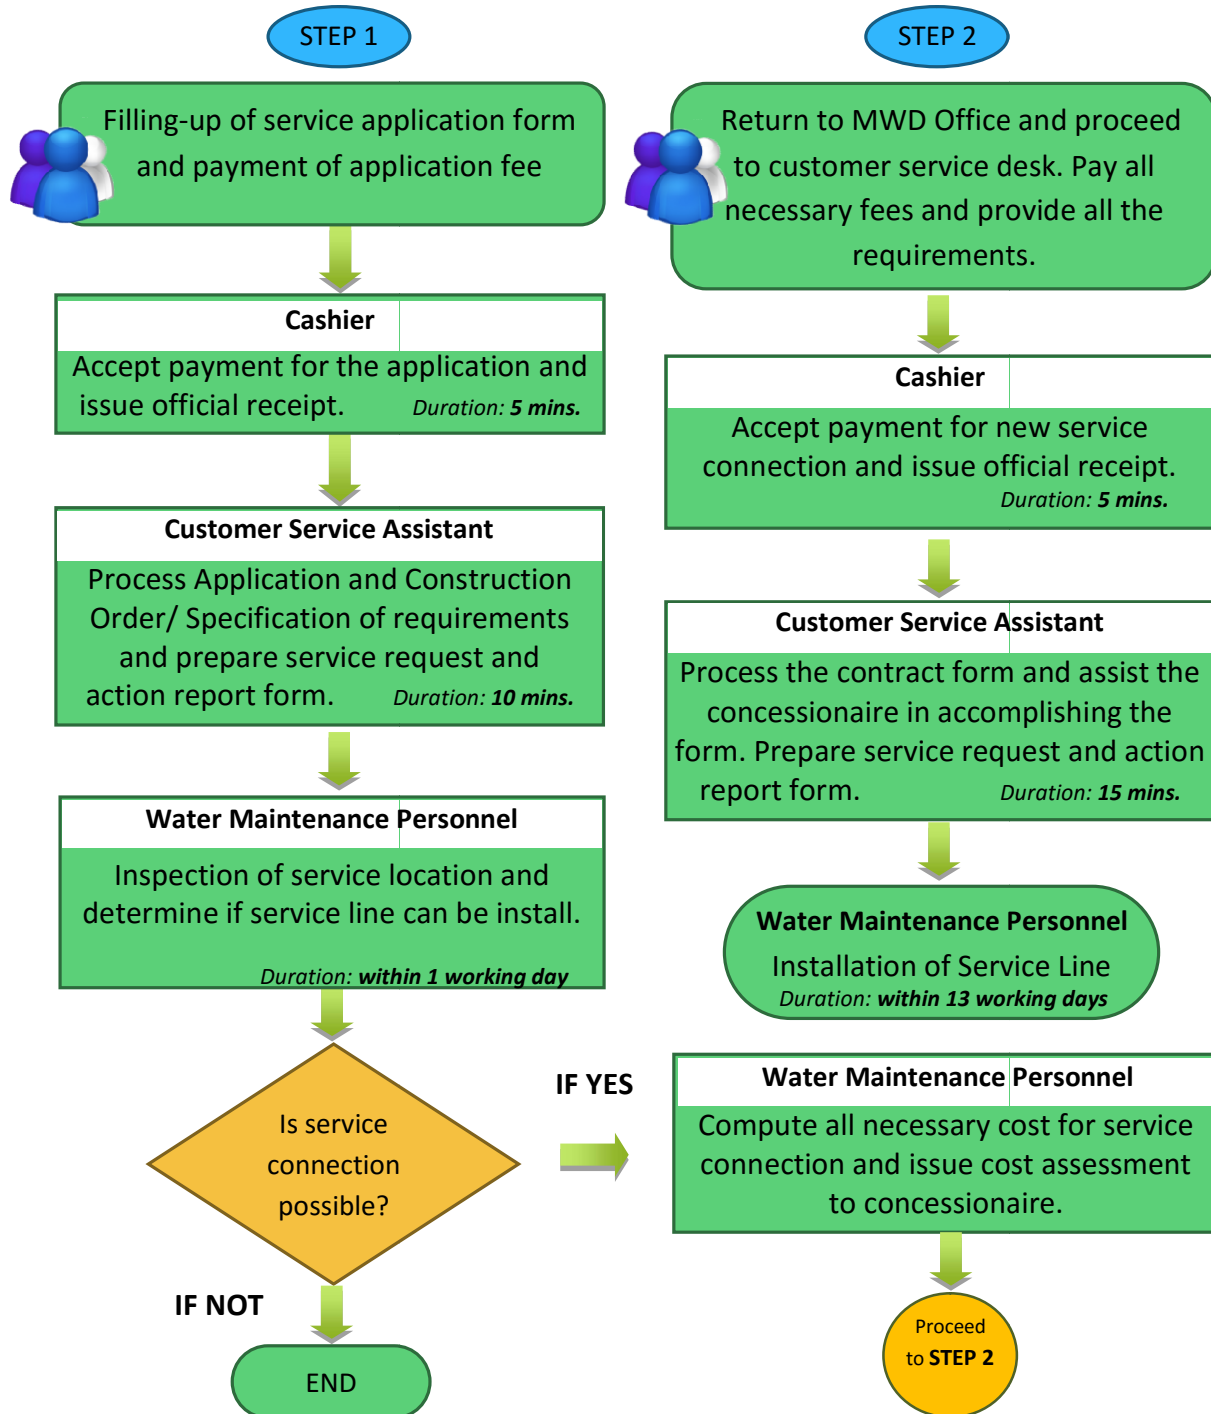 STEP 1
Filling-up of service application form
and payment of application fee
Cashier
Accept payment for the application and
issue official receipt. Duration: 5 mins.
Customer Service Assistant
Process Application and Construction
Order/ Specification of requirements
and prepare service request and
action report form. Duration: 10 mins.
Water Maintenance Personnel
Inspection of service location and
determine if service line can be install.
Duration: within 1 working day
Is service
connection
possible?
IF NOT
END
IF YES
Water Maintenance Personnel
Compute all necessary cost for service
connection and issue cost assessment
to concessionaire.
Proceed
to STEP 2
STEP 2
Return to MWD Office and proceed
to customer service desk. Pay all
necessary fees and provide all the
requirements.
Cashier
Accept payment for new service
connection and issue official receipt.
Duration: 5 mins.
Customer Service Assistant
Process the contract form and assist the
concessionaire in accomplishing the
form. Prepare service request and action
report form. Duration: 15 mins.
Water Maintenance Personnel
Installation of Service Line
Duration: within 13 working days